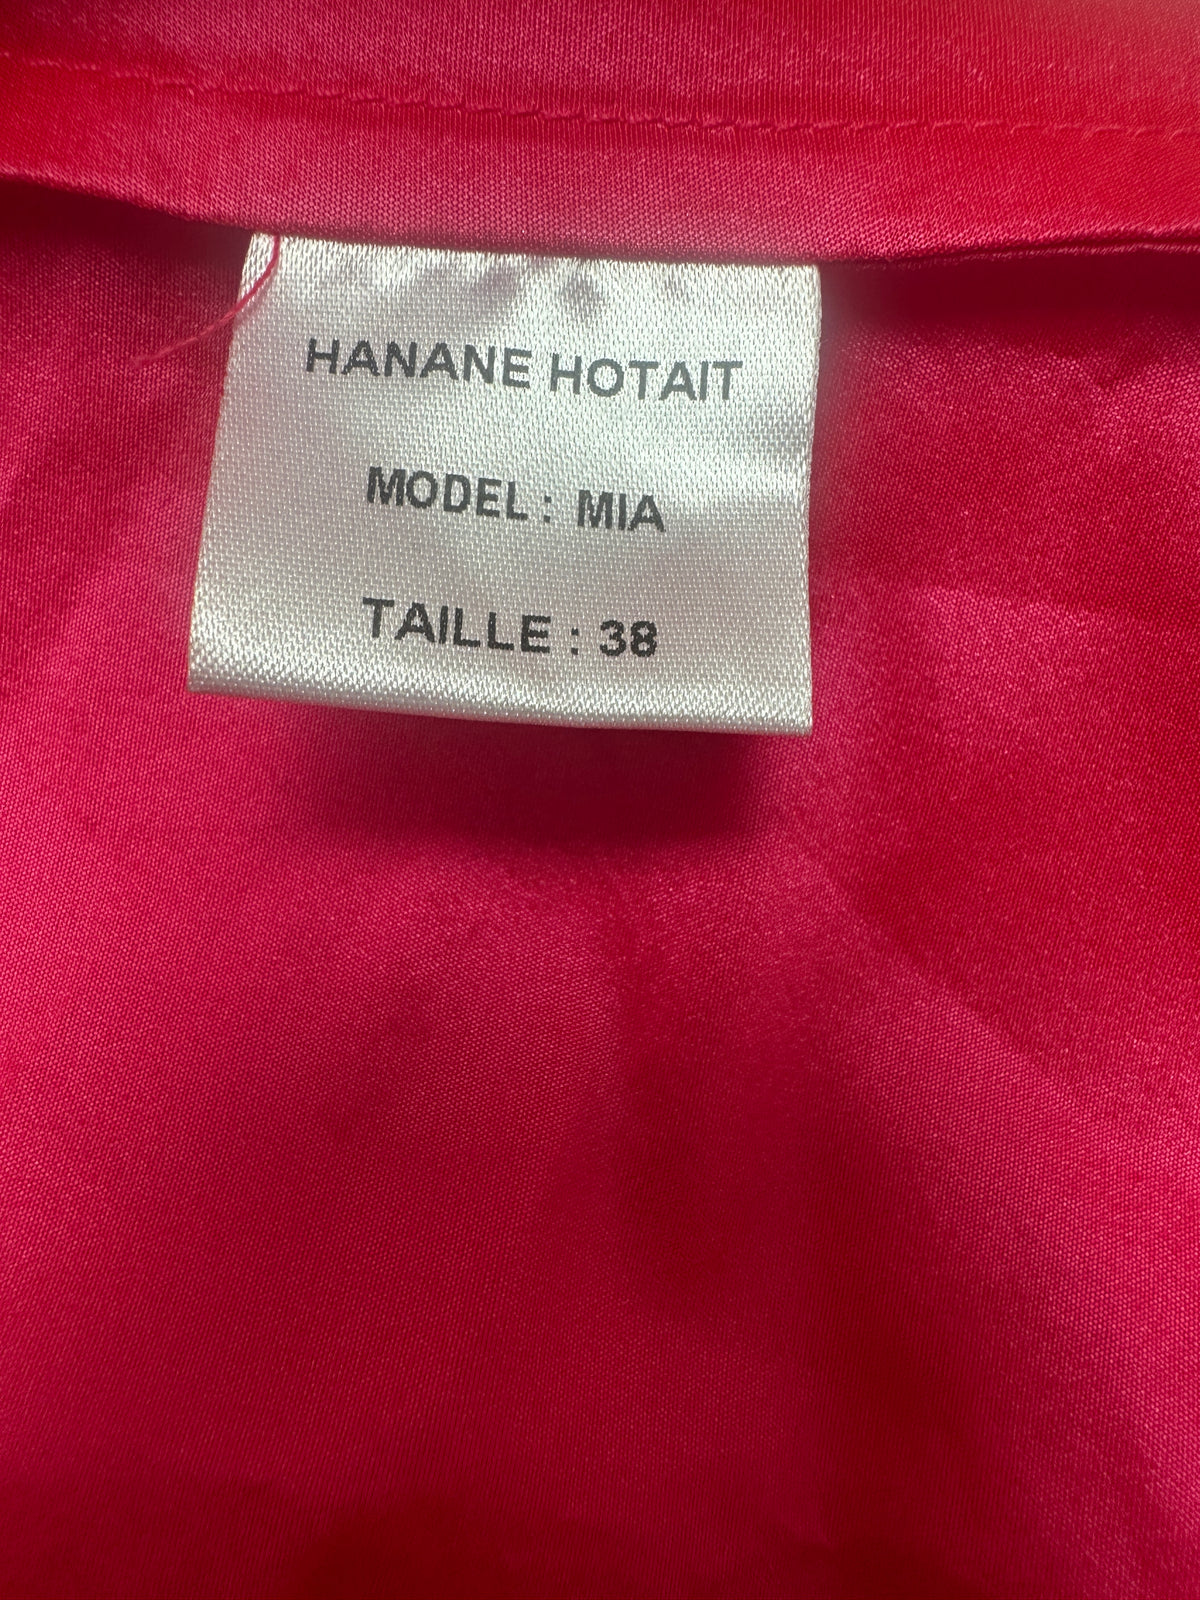 HANANE HOTAIT
MODEL : MIA
TAILLE : 38